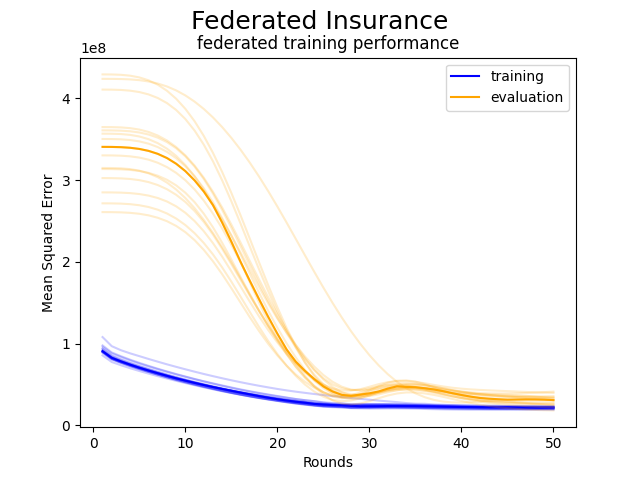 Federated Insurance
federated training performance
1e8
training
evaluation
4
3
2
1
0
Mean Squared Error
0 10 20 30 40 50
Rounds